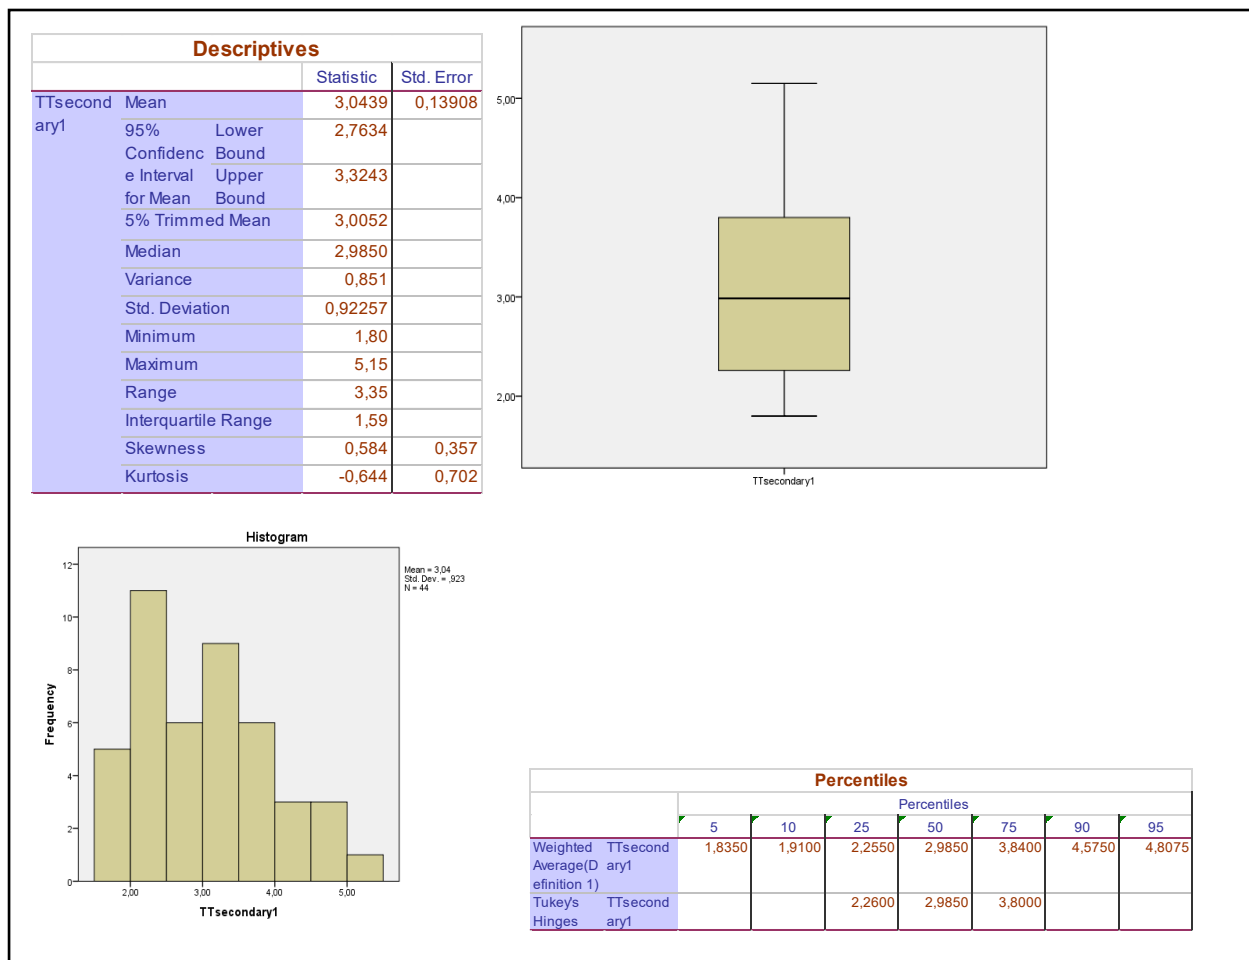 Descriptives
Statistic Std. Error
TTsecond Mean 3,0439 0,13908
ary1
95% Lower 2,7634
Confidenc Bound
e Interval Upper 3,3243
for Mean Bound
5% Trimmed Mean 3,0052
Median 2,9850
Variance 0,851
Std. Deviation 0,92257
Minimum 1,80
Maximum 5,15
Range 3,35
Interquartile Range 1,59
Skewness 0,584 0,357
Kurtosis -0,644 0,702
5,00
4,00
3,00
2,00
TTsecondary1
Histogram
Mean = 3,04
Std. Dev. = ,923
N = 44
Frequency
12
10
8
6
4
2
0
2,00 3,00 4,00 5,00
TTsecondary1
Percentiles
Percentiles
5 10 25 50 75 90 95
Weighted TTsecond 1,8350 1,9100 2,2550 2,9850 3,8400 4,5750 4,8075
Average(D ary1
efinition 1)
Tukey's TTsecond 2,2600 2,9850 3,8000
Hinges ary1